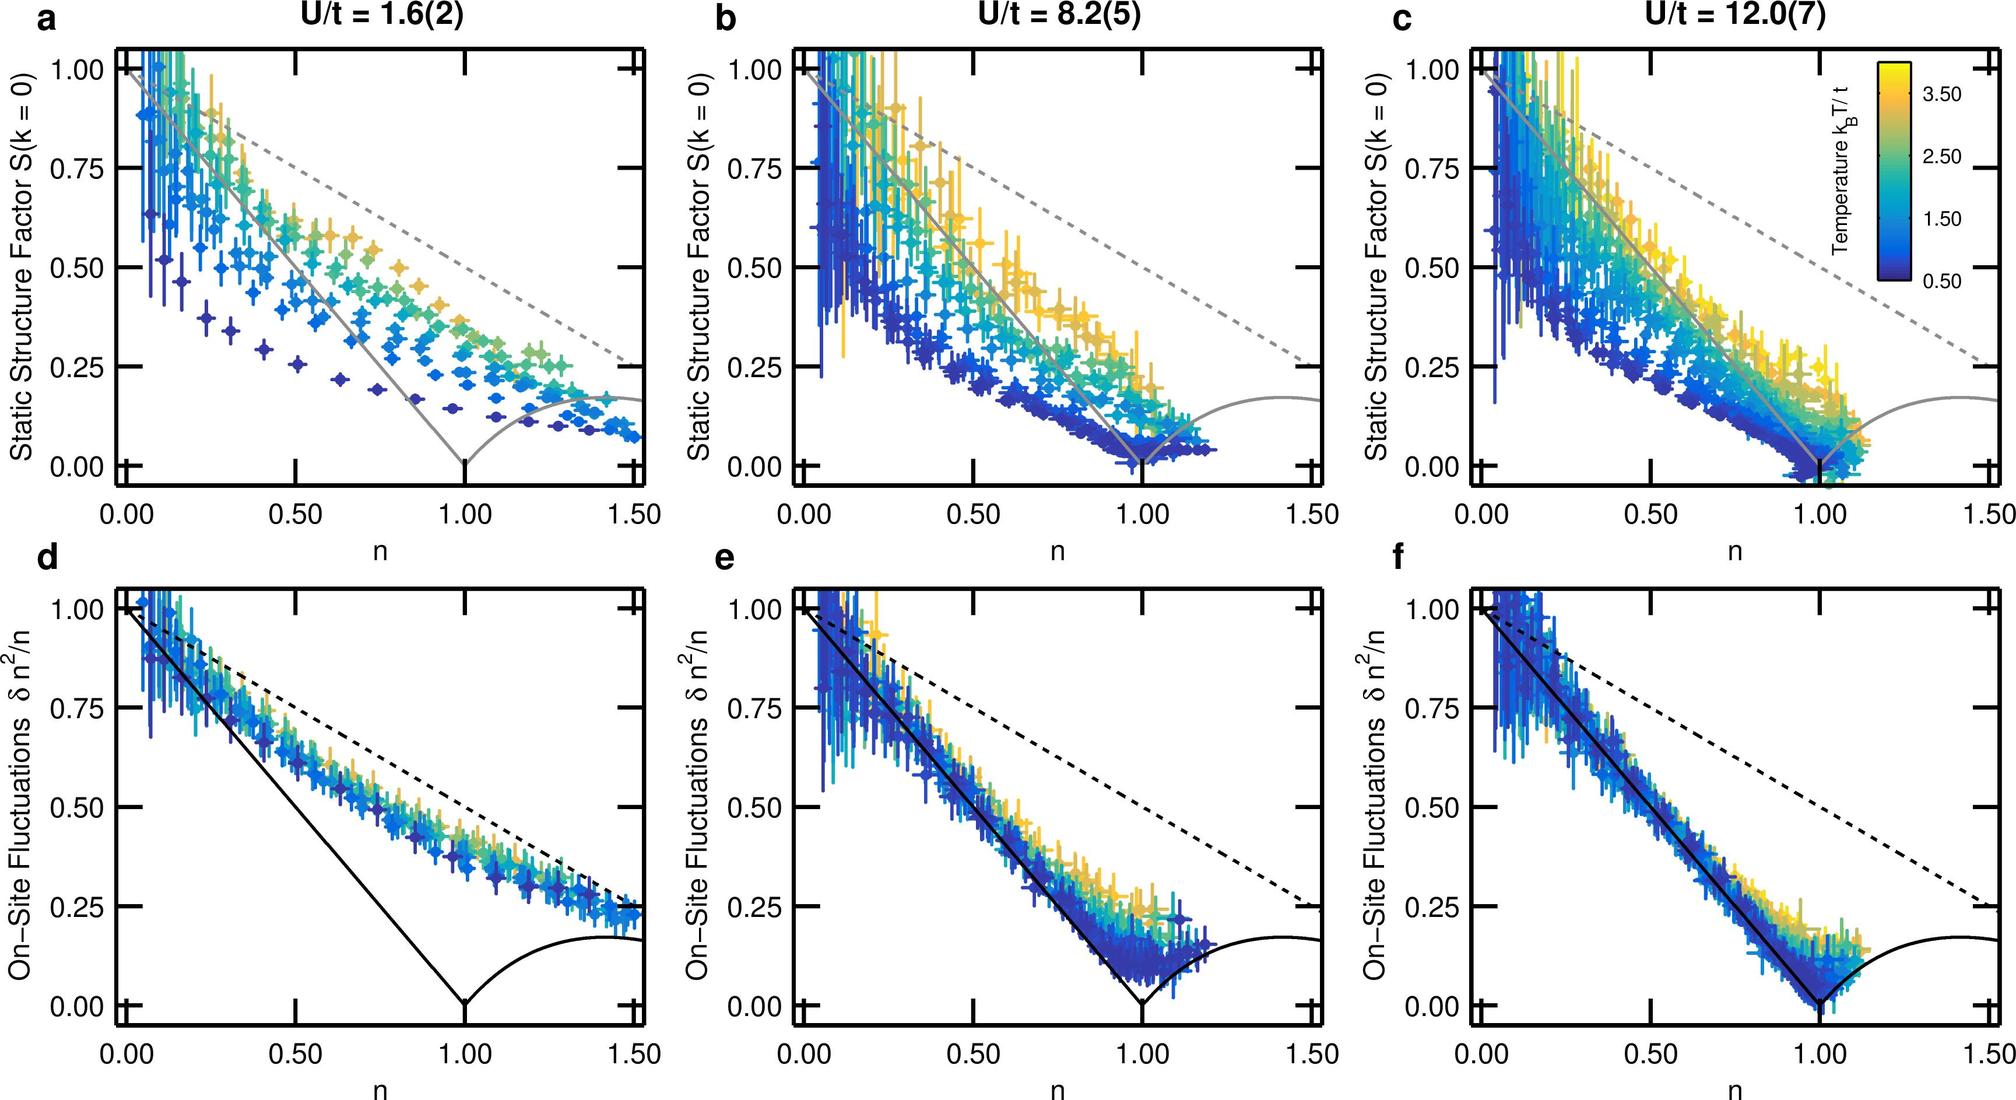 a
U/t = 1.6(2)
b
U/t = 8.2(5)
c
U/t = 12.0(7)
Static Structure Factor S(k = 0)
1.00
0.75
0.50
0.25
0.00
0.00 0.50 1.00 1.50
n
Static Structure Factor S(k = 0)
1.00
0.75
0.50
0.25
0.00
0.00 0.50 1.00 1.50
n
Static Structure Factor S(k = 0)
1.00
0.75
0.50
0.25
0.00
0.00 0.50 1.00 1.50
n
Temperature k_B T/ t
3.50
2.50
1.50
0.50
d
On−Site Fluctuations δ n²/n
1.00
0.75
0.50
0.25
0.00
0.00 0.50 1.00 1.50
n
e
On−Site Fluctuations δ n²/n
1.00
0.75
0.50
0.25
0.00
0.00 0.50 1.00 1.50
n
f
On−Site Fluctuations δ n²/n
1.00
0.75
0.50
0.25
0.00
0.00 0.50 1.00 1.50
n